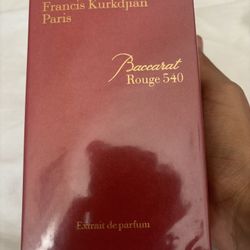 Francis Kurkdjian
Paris
Baccarat
Rouge 540
Extrait de parfum